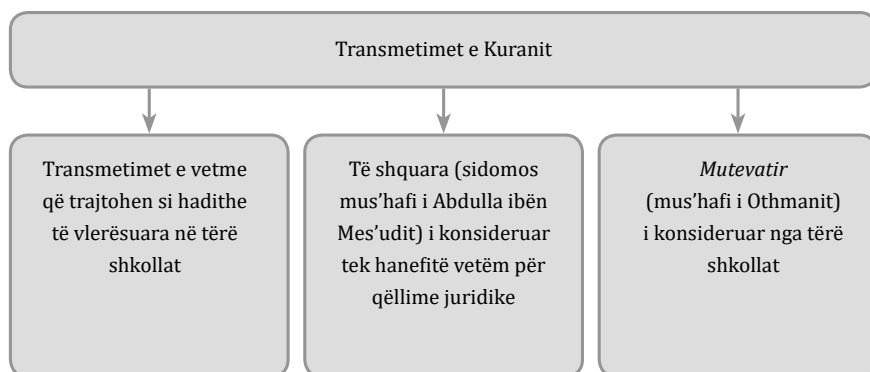 Transmetimet e Kuranit
Transmetimet e vetme
që trajtohen si hadithe
të vlerësuara në tërë
shkollat
Të shquara (sidomos
mus’hafi i Abdulla ibën
Mes’udit) i konsideruar
tek hanefitë vetëm për
qëllime juridike
Mutevatir
(mus’hafi i Othmanit)
i konsideruar nga tërë
shkollat